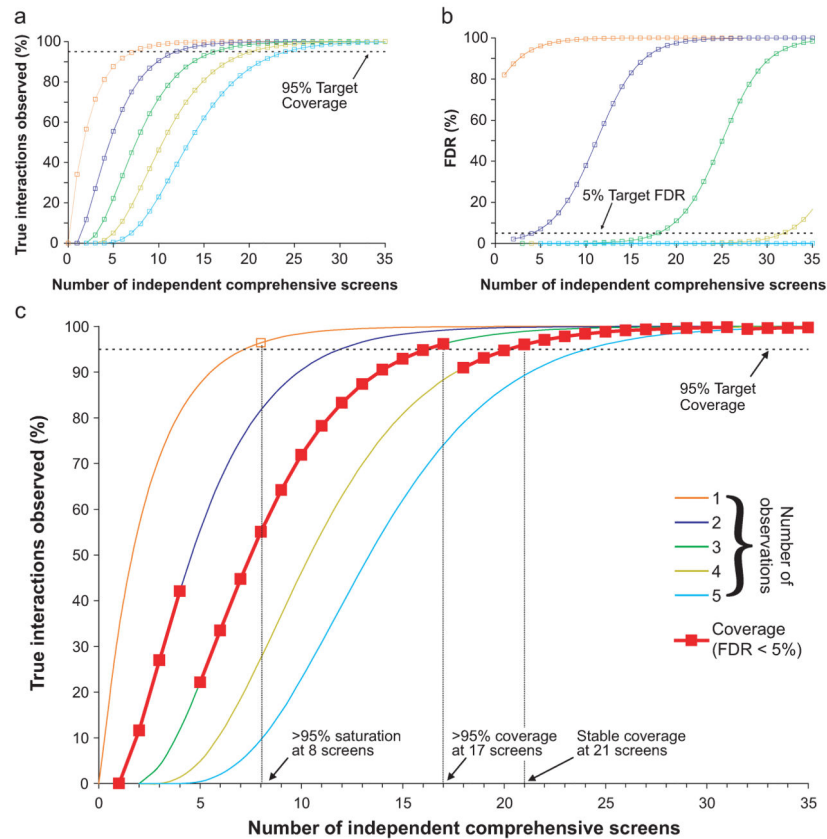 a
True interactions observed (%)
100
80
60
40
20
0
95% Target
Coverage
0 5 10 15 20 25 30 35
Number of independent comprehensive screens
b
FDR (%)
100
80
60
40
20
0
5% Target FDR
0 5 10 15 20 25 30 35
Number of independent comprehensive screens
c
True interactions observed (%)
100
90
80
70
60
50
40
30
20
10
0
95% Target
Coverage
1
2
3
4
5
Number of
observations
Coverage
(FDR < 5%)
>95% saturation
at 8 screens
>95% coverage
at 17 screens
Stable coverage
at 21 screens
0 5 10 15 20 25 30 35
Number of independent comprehensive screens